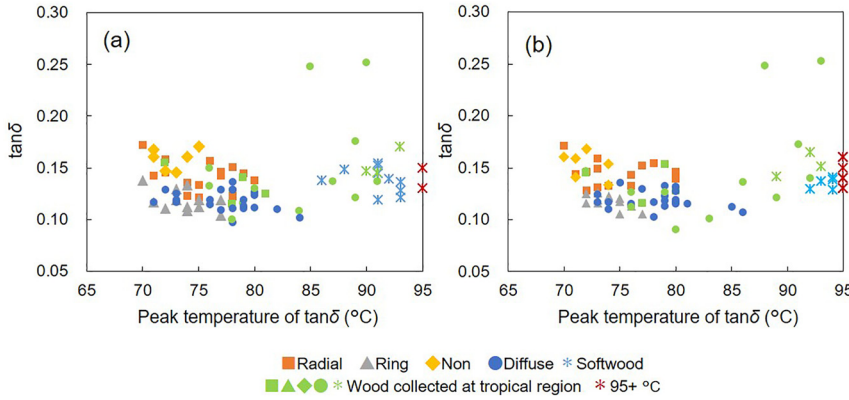 (a)
0.30
0.25
0.20
0.15
0.10
0.05
tanδ
65 70 75 80 85 90 95
Peak temperature of tanδ (°C)
(b)
0.30
0.25
0.20
0.15
0.10
0.05
tanδ
65 70 75 80 85 90 95
Peak temperature of tanδ (°C)
Radial Ring Non Diffuse Softwood
Wood collected at tropical region 95+ °C